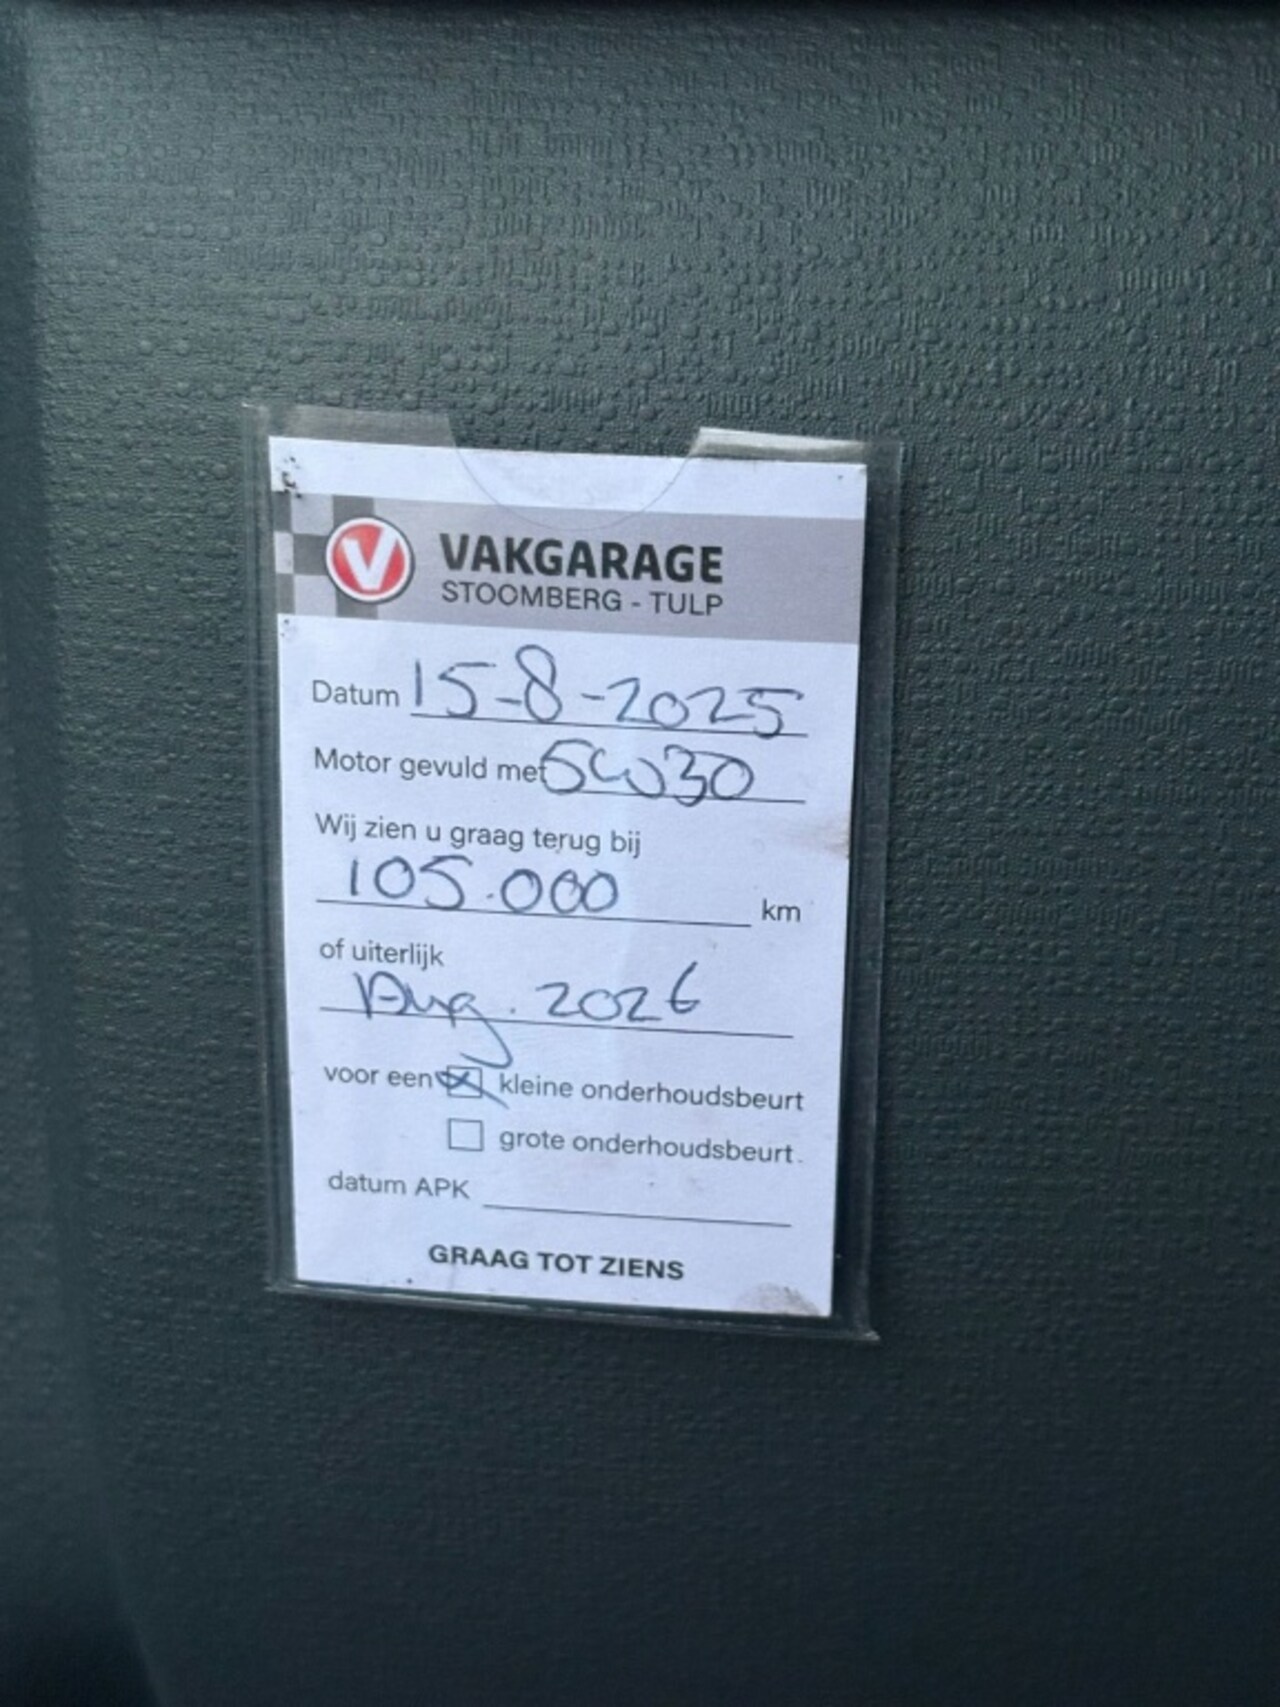 V VAKGARAGE
STOOMBERG - TULP
Datum 15-8-2025
Motor gevuld met 5W30
Wij zien u graag terug bij
105.000 km
of uiterlijk
Aug. 2026
voor een ☒ kleine onderhoudsbeurt
☐ grote onderhoudsbeurt.
datum APK
GRAAG TOT ZIENS